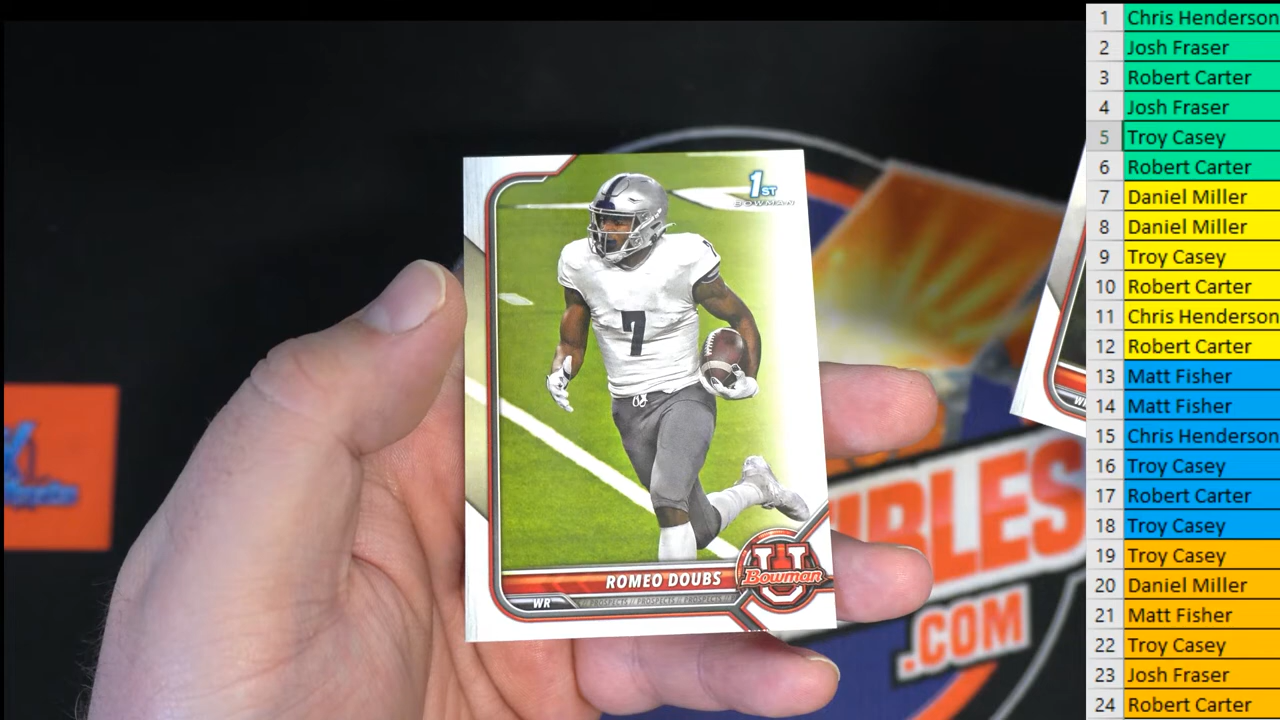 1 Chris Henderson
2 Josh Fraser
3 Robert Carter
4 Josh Fraser
5 Troy Casey
6 Robert Carter
7 Daniel Miller
8 Daniel Miller
9 Troy Casey
10 Robert Carter
11 Chris Henderson
12 Robert Carter
13 Matt Fisher
14 Matt Fisher
15 Chris Henderson
16 Troy Casey
17 Robert Carter
18 Troy Casey
19 Troy Casey
20 Daniel Miller
21 Matt Fisher
22 Troy Casey
23 Josh Fraser
24 Robert Carter
1ST
BOWMAN
7
ROMEO DOUBS
WR
// PROSPECTS // PROSPECTS // PROSPECTS //
U
Bowman
IBLES
.COM